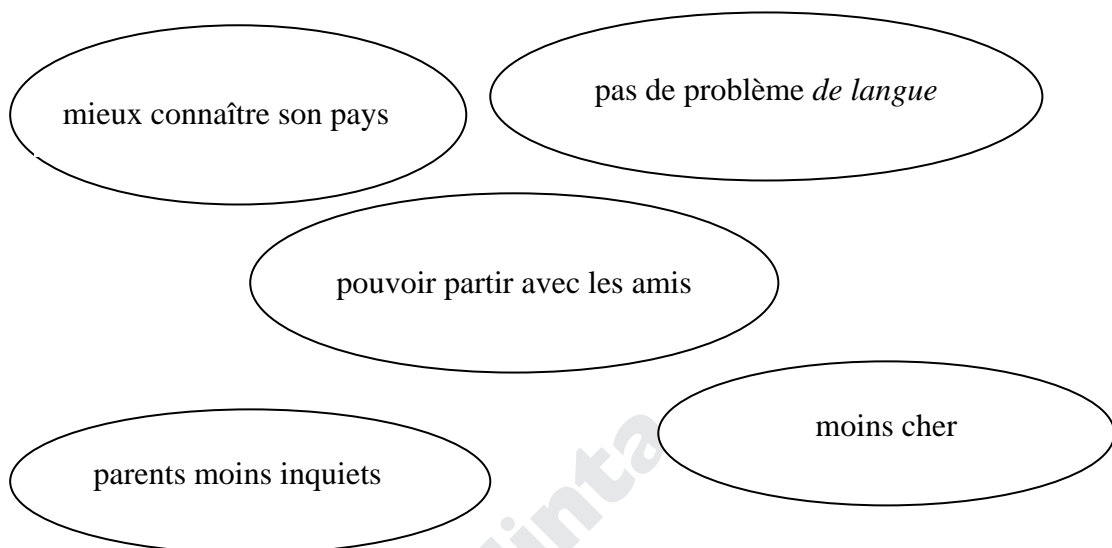 mieux connaître son pays
pas de problème de langue
pouvoir partir avec les amis
moins cher
parents moins inquiets